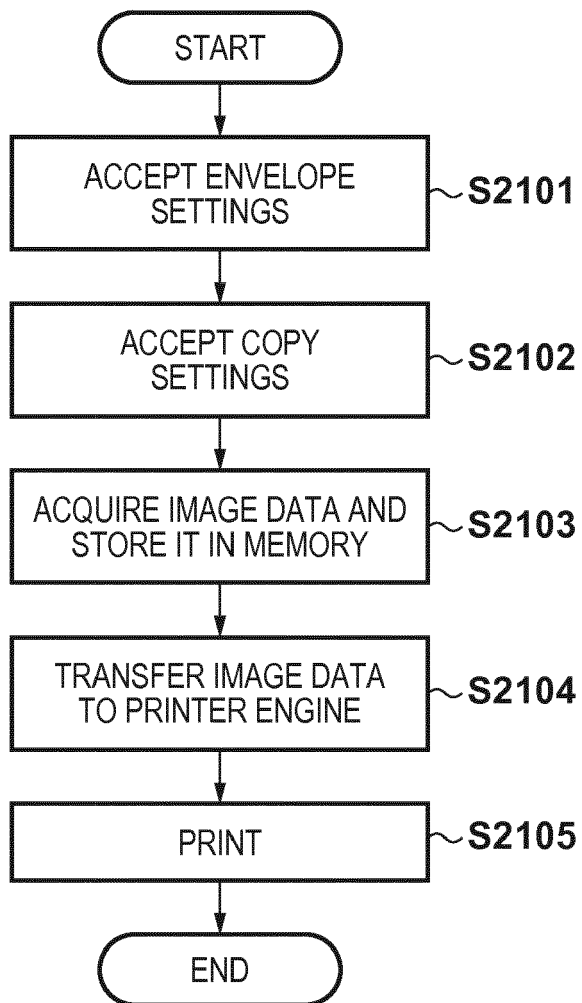 START
ACCEPT ENVELOPE
SETTINGS
S2101
ACCEPT COPY
SETTINGS
S2102
ACQUIRE IMAGE DATA AND
STORE IT IN MEMORY
S2103
TRANSFER IMAGE DATA
TO PRINTER ENGINE
S2104
PRINT
S2105
END